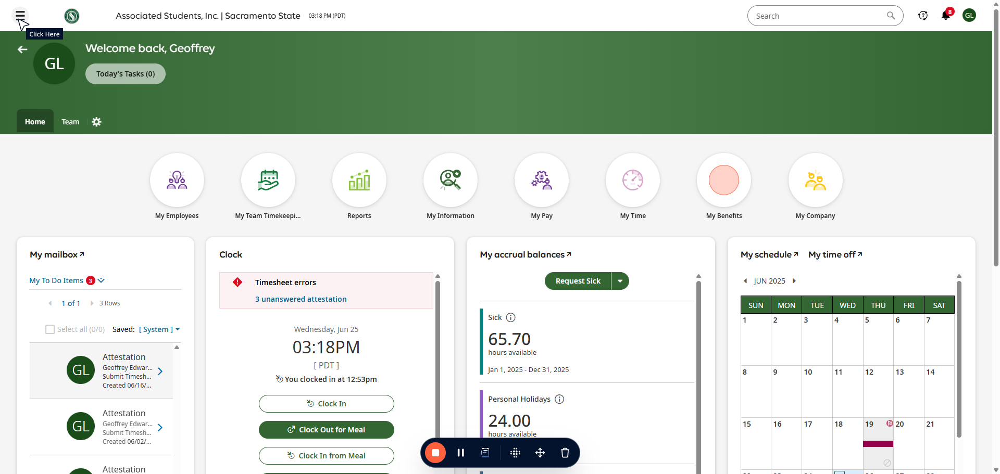 Associated Students, Inc. | Sacramento State
03:18 PM (PDT)
Search
8
GL
Click Here
GL
Welcome back, Geoffrey
Today's Tasks (0)
Home
Team
My Employees
My Team Timekeepi...
Reports
My Information
My Pay
My Time
My Benefits
My Company
My mailbox
My To Do Items 3
1 of 1
3 Rows
Select all (0/0)
Saved: [ System ]
GL
Attestation
Geoffrey Edwar...
Submit Timesh...
Created 06/16/...
GL
Attestation
Geoffrey Edwar...
Submit Timesh...
Created 06/02/...
Attestation
Clock
Timesheet errors
3 unanswered attestation
Wednesday, Jun 25
03:18PM
[ PDT ]
You clocked in at 12:53pm
Clock In
Clock Out for Meal
Clock In from Meal
My accrual balances
Request Sick
Sick
65.70
hours available
Jan 1, 2025 - Dec 31, 2025
Personal Holidays
24.00
hours available
My schedule
My time off
JUN 2025
SUN MON TUE WED THU FRI SAT
1 2 3 4 5 6 7
8 9 10 11 12 13 14
15 16 17 18 19 20 21